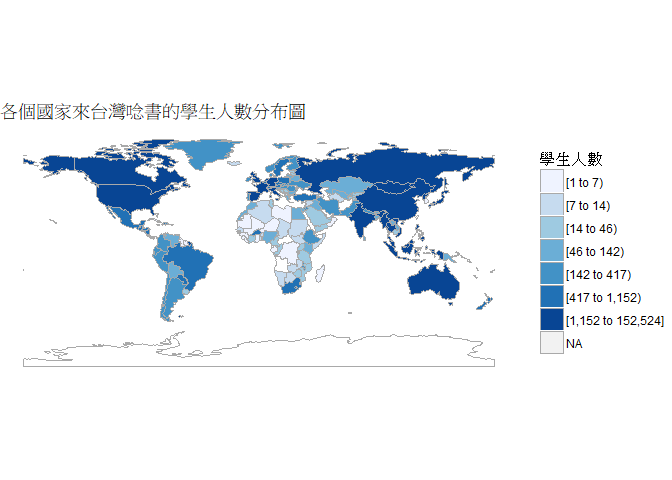 各個國家來台灣唸書的學生人數分布圖
學生人數
[1 to 7)
[7 to 14)
[14 to 46)
[46 to 142)
[142 to 417)
[417 to 1,152)
[1,152 to 152,524]
NA